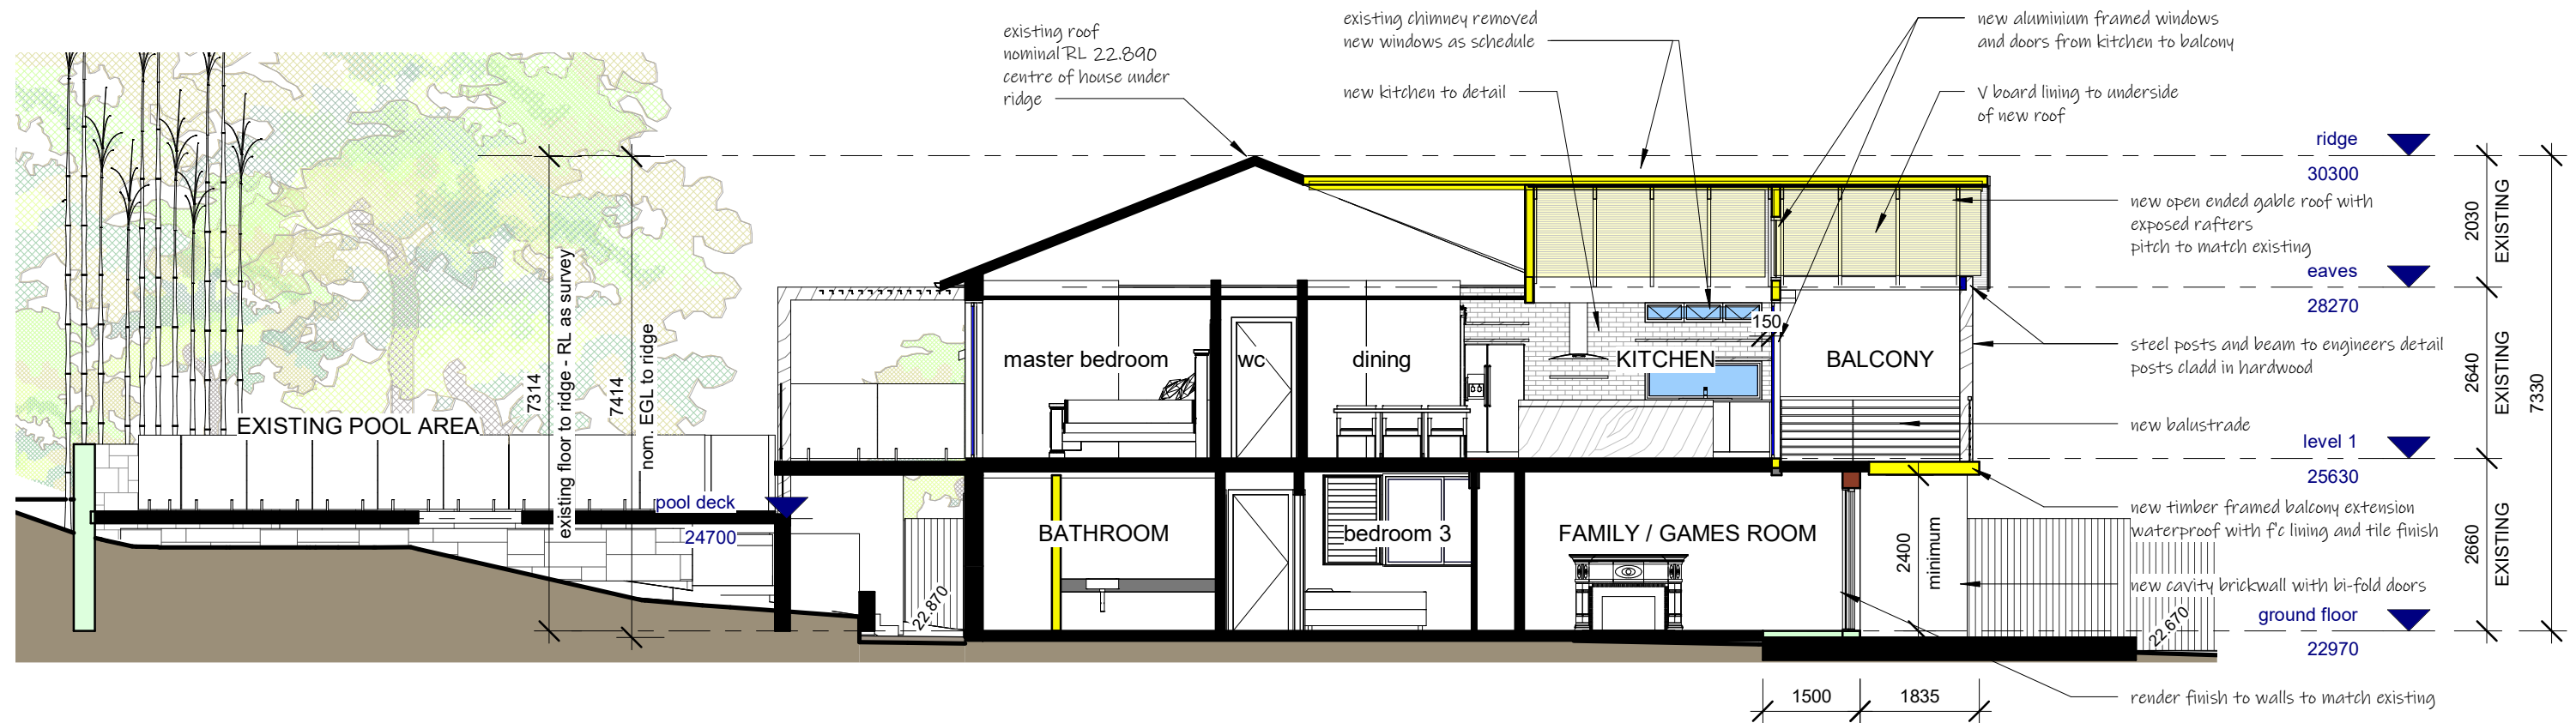 existing roof
nominal RL 22.890
centre of house under
ridge
existing chimney removed
new windows as schedule
new kitchen to detail
new aluminium framed windows
and doors from kitchen to balcony
V board lining to underside
of new roof
ridge
30300
new open ended gable roof with
exposed rafters
pitch to match existing
2030
EXISTING
eaves
28270
150
steel posts and beam to engineers detail
posts cladd in hardwood
2640
EXISTING
7330
master bedroom
wc
dining
KITCHEN
BALCONY
7314
existing floor to ridge - RL as survey
7414
nom. EGL to ridge
EXISTING POOL AREA
new balustrade
level 1
25630
pool deck
24700
new timber framed balcony extension
waterproof with f'c lining and tile finish
BATHROOM
bedroom 3
FAMILY / GAMES ROOM
2400
minimum
2660
EXISTING
new cavity brickwall with bi-fold doors
22.870
22.670
ground floor
22970
1500
1835
render finish to walls to match existing